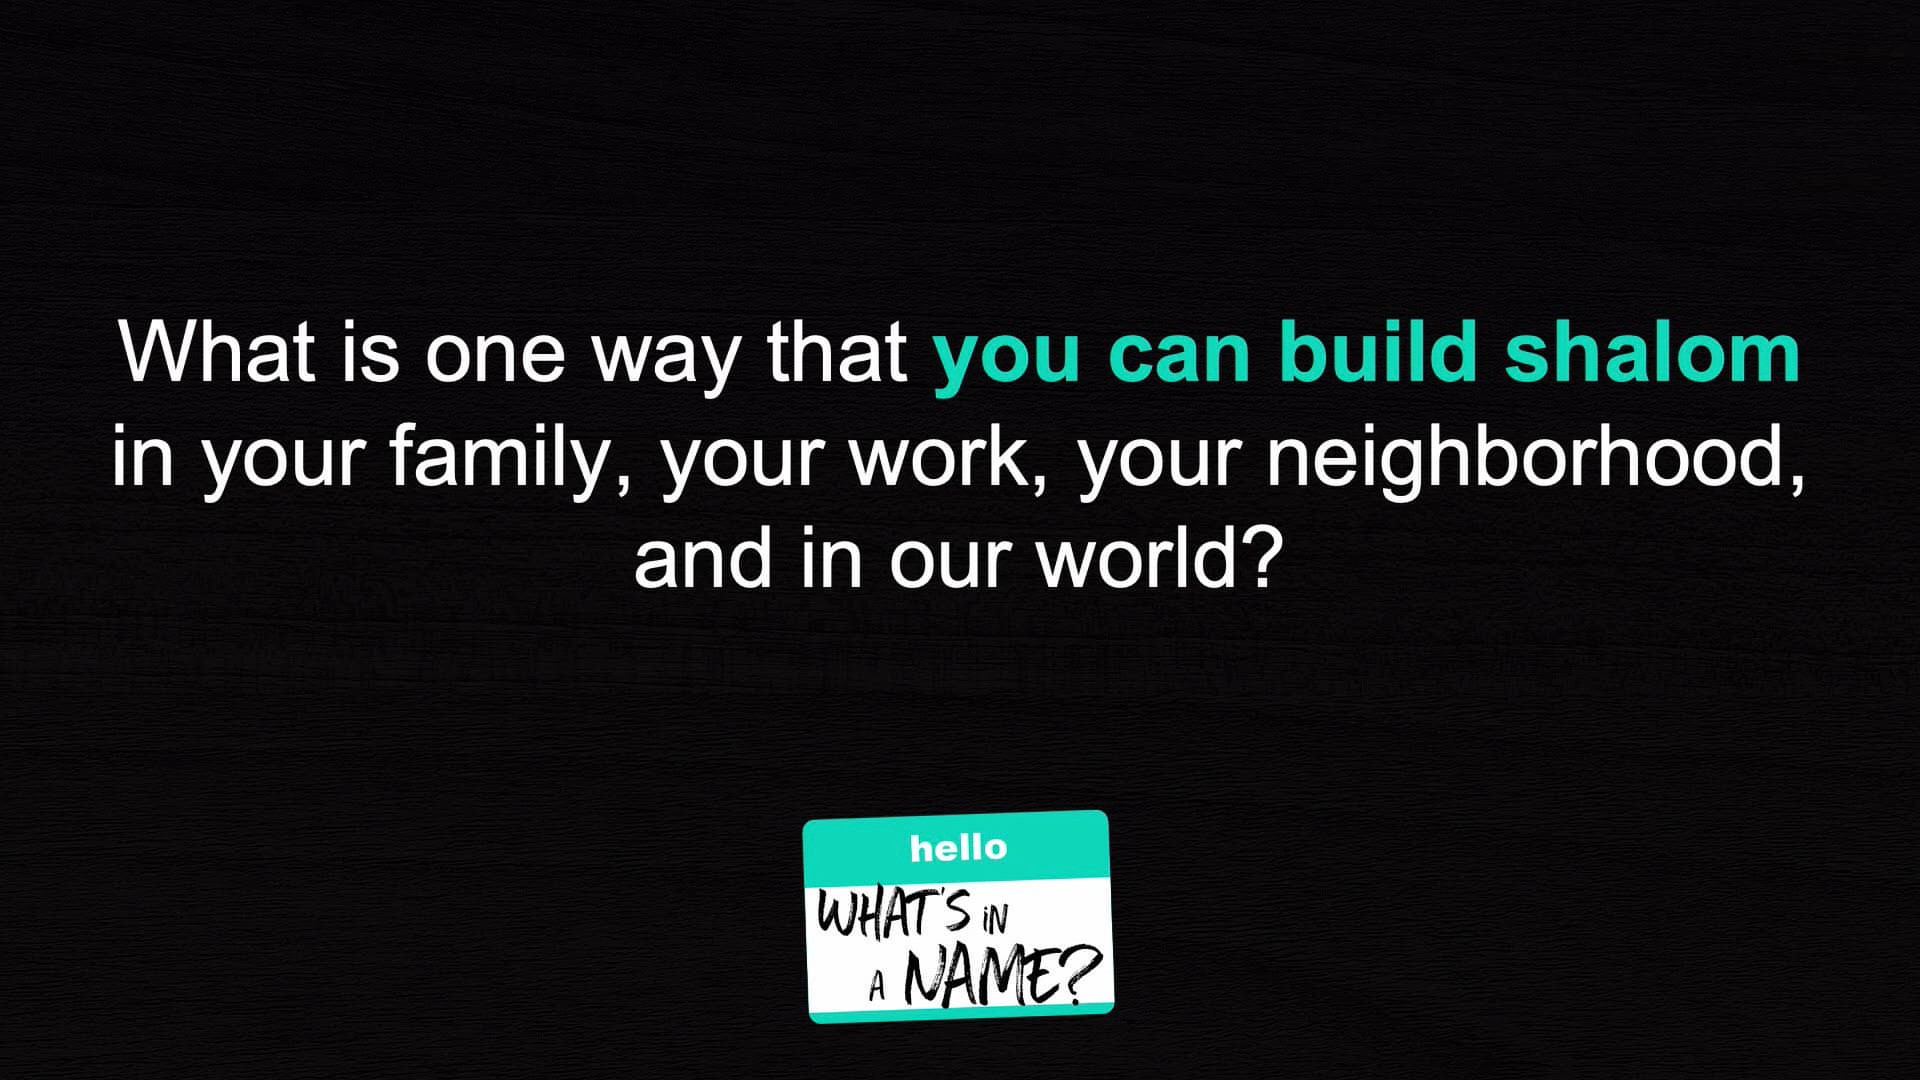 What is one way that you can build shalom
in your family, your work, your neighborhood,
and in our world?
hello
WHAT'S iN
A NAME?